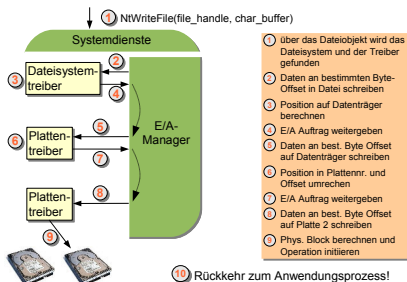 1 NtWriteFile(file_handle, char_buffer)
Systemdienste
2
Dateisystem-
treiber
3
4
E/A-
Manager
5
6
Platten-
treiber
7
8
Platten-
treiber
9
10 Rückkehr zum Anwendungsprozess!
1 über das Dateiobjekt wird das
Dateisystem und der Treiber
gefunden
2 Daten an bestimmten Byte-
Offset in Datei schreiben
3 Position auf Datenträger
berechnen
4 E/A Auftrag weitergeben
5 Daten an best. Byte Offset
auf Datenträger schreiben
6 Position in Plattennr. und
Offset umrechen
7 E/A Auftrag weitergeben
8 Daten an best. Byte Offset
auf Platte 2 schreiben
9 Phys. Block berechnen und
Operation initiieren